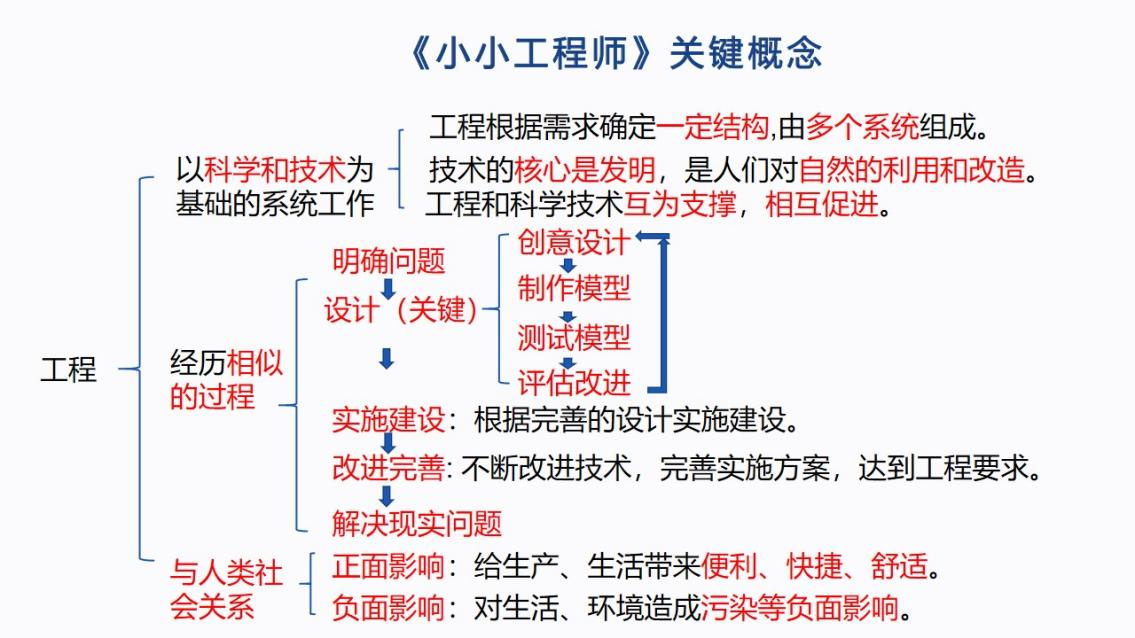 《小小工程师》关键概念
工程根据需求确定一定结构,由多个系统组成。
以科学和技术为
基础的系统工作
技术的核心是发明，是人们对自然的利用和改造。
工程和科学技术互为支撑，相互促进。
工程
经历相似
的过程
明确问题
设计（关键）
创意设计
制作模型
测试模型
评估改进
实施建设：根据完善的设计实施建设。
改进完善: 不断改进技术，完善实施方案，达到工程要求。
解决现实问题
与人类社
会关系
正面影响：给生产、生活带来便利、快捷、舒适。
负面影响：对生活、环境造成污染等负面影响。